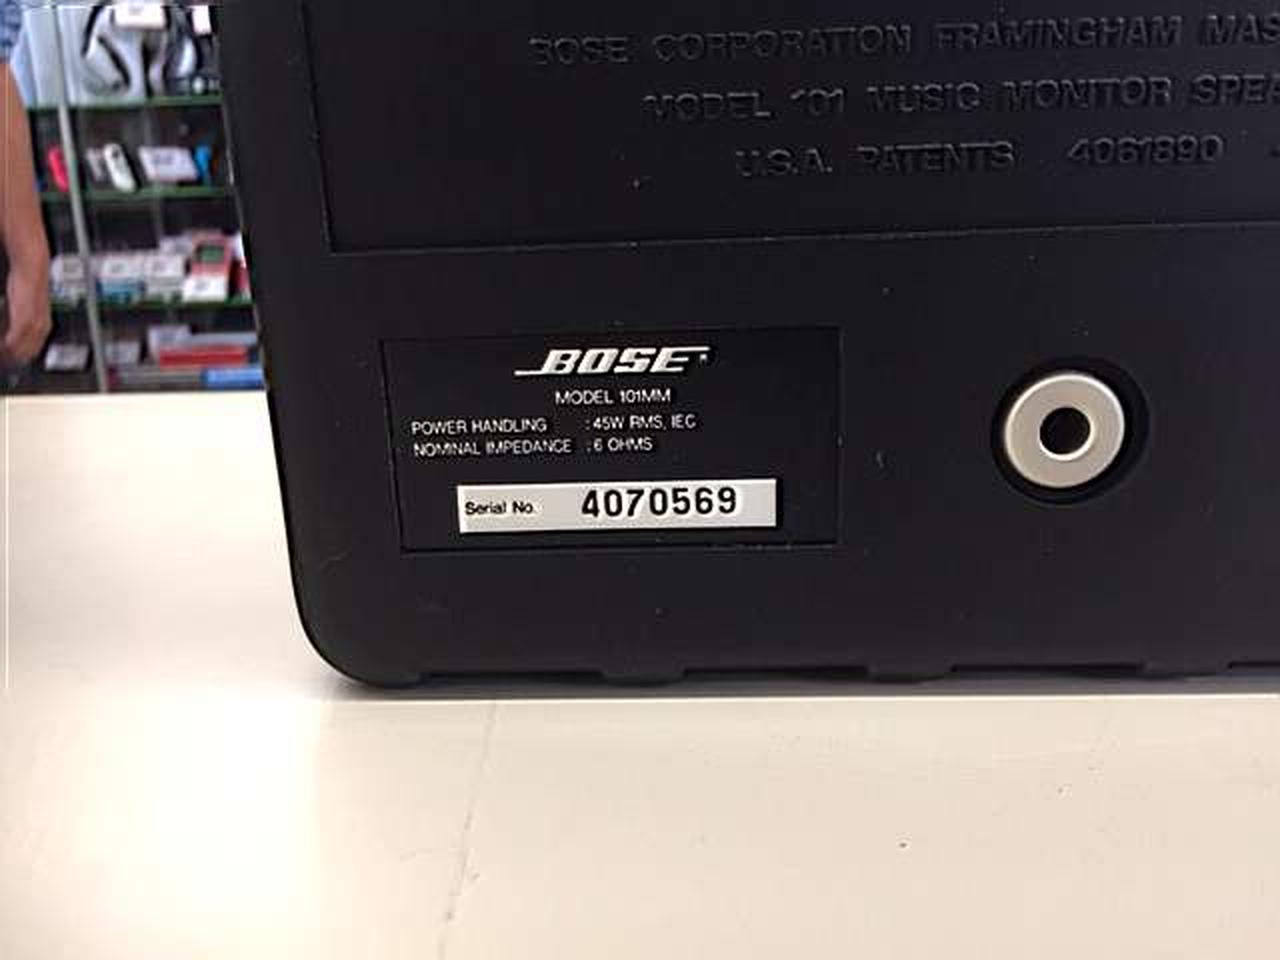 BOSE CORPORATION FRAMINGHAM MAS
MODEL 101 MUSIC MONITOR SPEA
U.S.A. PATENTS 4061890
BOSE
MODEL 101MM
POWER HANDLING : 45W RMS, IEC
NOMINAL IMPEDANCE : 6 OHMS
Serial No. 4070569